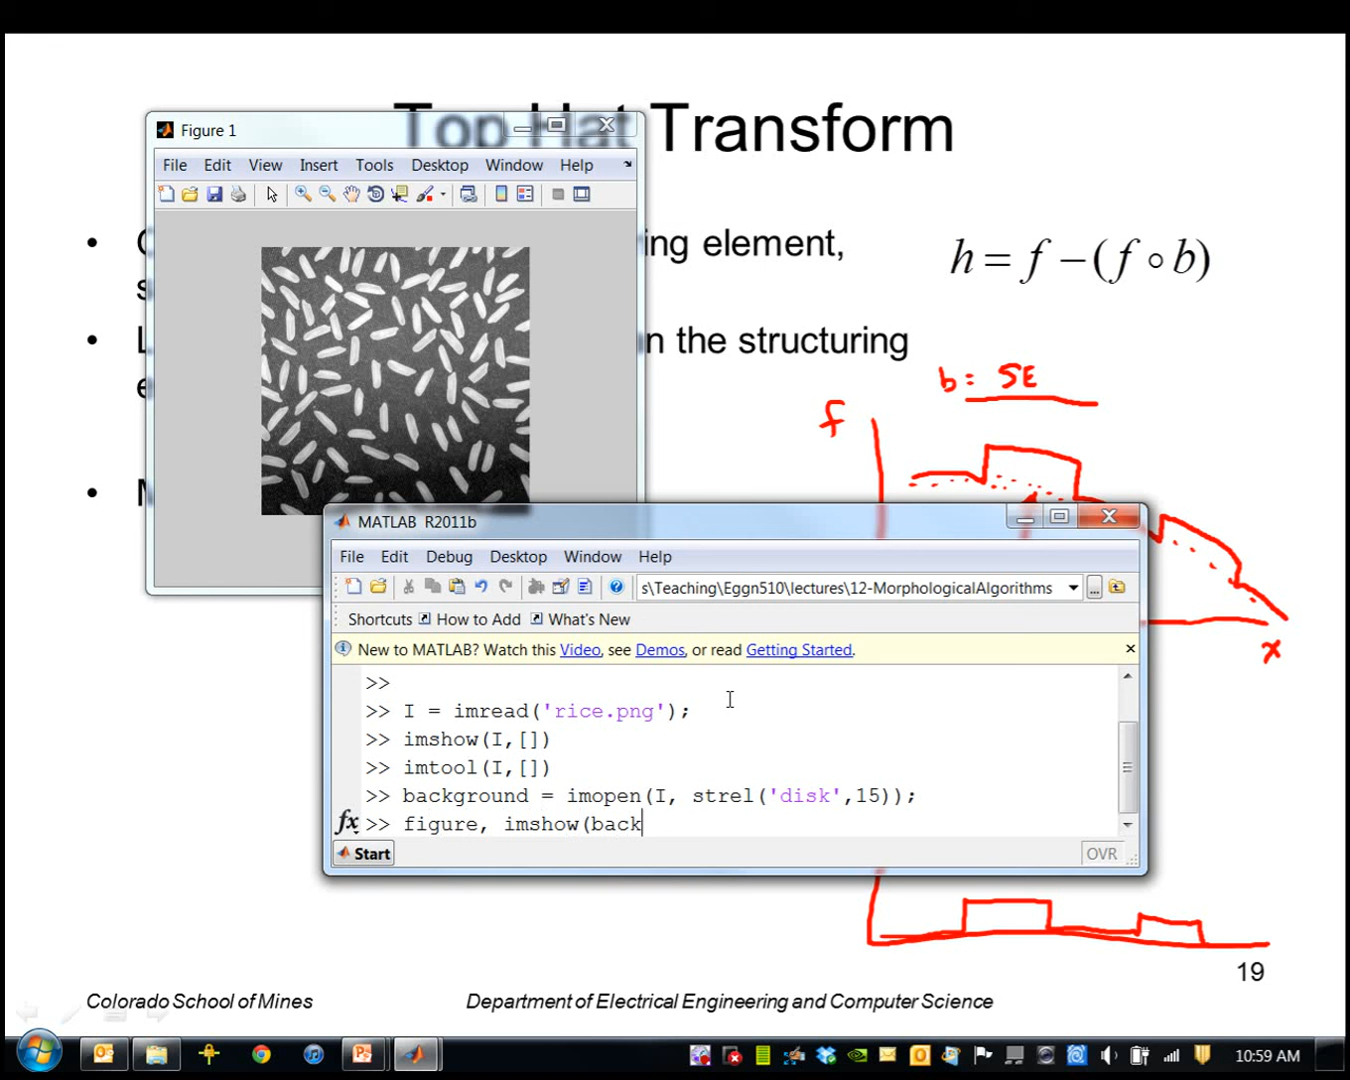 Top Hat Transform
Figure 1
File Edit View Insert Tools Desktop Window Help
ing element,
h = f − (f ∘ b)
n the structuring
b: SE
f
x
MATLAB R2011b
File Edit Debug Desktop Window Help
s\Teaching\Eggn510\lectures\12-MorphologicalAlgorithms
Shortcuts How to Add What's New
New to MATLAB? Watch this Video, see Demos, or read Getting Started.
>>
>> I = imread('rice.png');
>> imshow(I,[])
>> imtool(I,[])
>> background = imopen(I, strel('disk',15));
fx >> figure, imshow(back
Start
OVR
19
Colorado School of Mines
Department of Electrical Engineering and Computer Science
10:59 AM